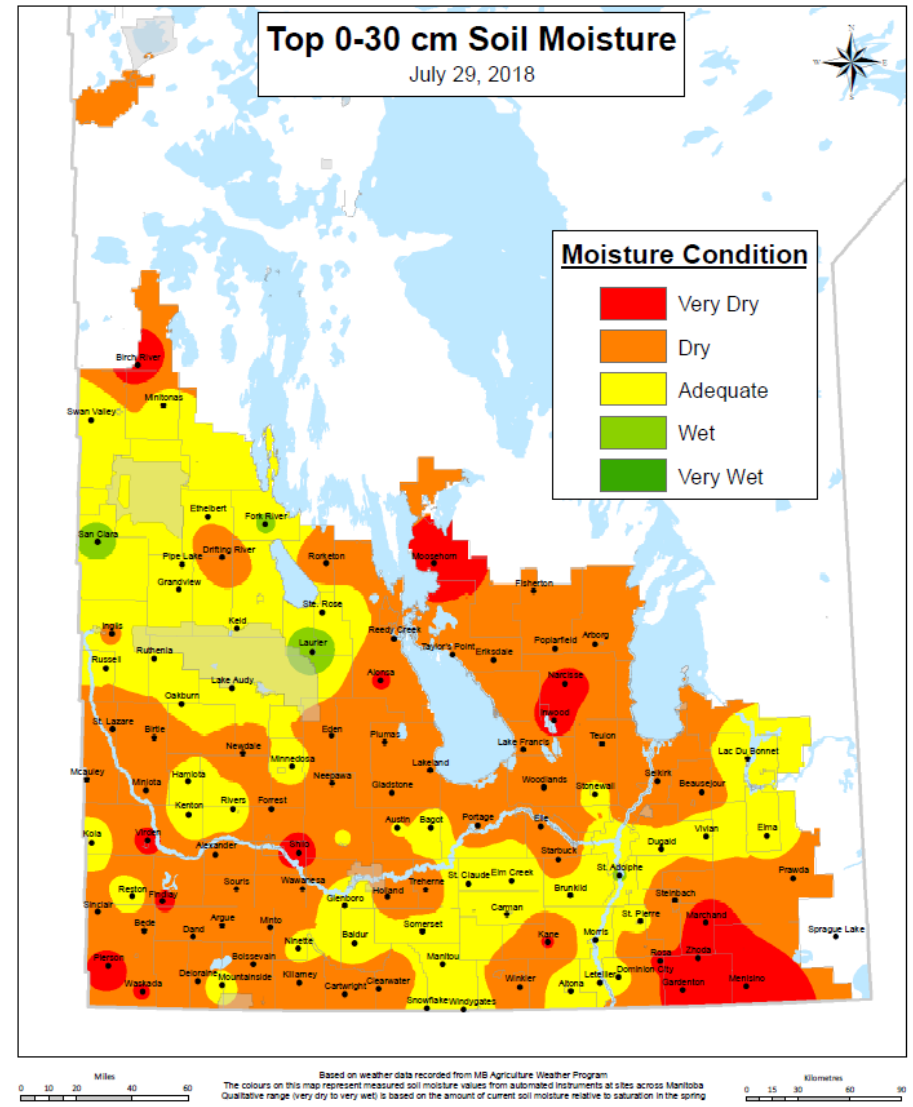 Top 0-30 cm Soil Moisture
July 29, 2018
N
W
E
S
Moisture Condition
Very Dry
Dry
Adequate
Wet
Very Wet
Birch River
Minitonas
Swan Valley
Ethelbert
Fork River
San Clara
Drifting River
Pipe Lake
Rorketon
Moosehorn
Grandview
Fisherton
Ste. Rose
Keld
Inglis
Reedy Creek
Laurier
Taylor's Point
Poplarfield
Arborg
Eriksdale
Ruthenia
Russell
Alonsa
Narcisse
Lake Audy
Oakburn
Inwood
St. Lazare
Birtle
Eden
Plumas
Newdale
Lake Francis
Teulon
Lac Du Bonnet
Minnedosa
Lakeland
Mcauley
Miniota
Hamiota
Neepawa
Gladstone
Woodlands
Stonewall
Selkirk
Beausejour
Kenton
Rivers
Forrest
Austin
Bagot
Portage
Elie
Kola
Virden
Vivian
Elma
Alexander
Shilo
Dugald
Starbuck
St. Adolphe
Prawda
St. Claude
Elm Creek
Souris
Wawanesa
Treherne
Holland
Brunkild
Steinbach
Reston
Findlay
Glenboro
Sinclair
Carman
St. Pierre
Marchand
Bede
Argue
Minto
Somerset
Dand
Baldur
Kane
Morris
Sprague Lake
Ninette
Zhoda
Rosa
Pierson
Boissevain
Manitou
Deloraine
Mountainside
Killarney
Clearwater
Cartwright
Winkler
Letellier
Dominion City
Altona
Gardenton
Menisino
Waskada
Snowflake
Windygates
Miles
0 10 20 40 60
Based on weather data recorded from MB Agriculture Weather Program
The colours on this map represent measured soil moisture values from automated instruments at sites across Manitoba
Qualitative range (very dry to very wet) is based on the amount of current soil moisture relative to saturation in the spring
Kilometres
0 15 30 60 90